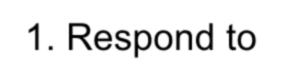 1. Respond to